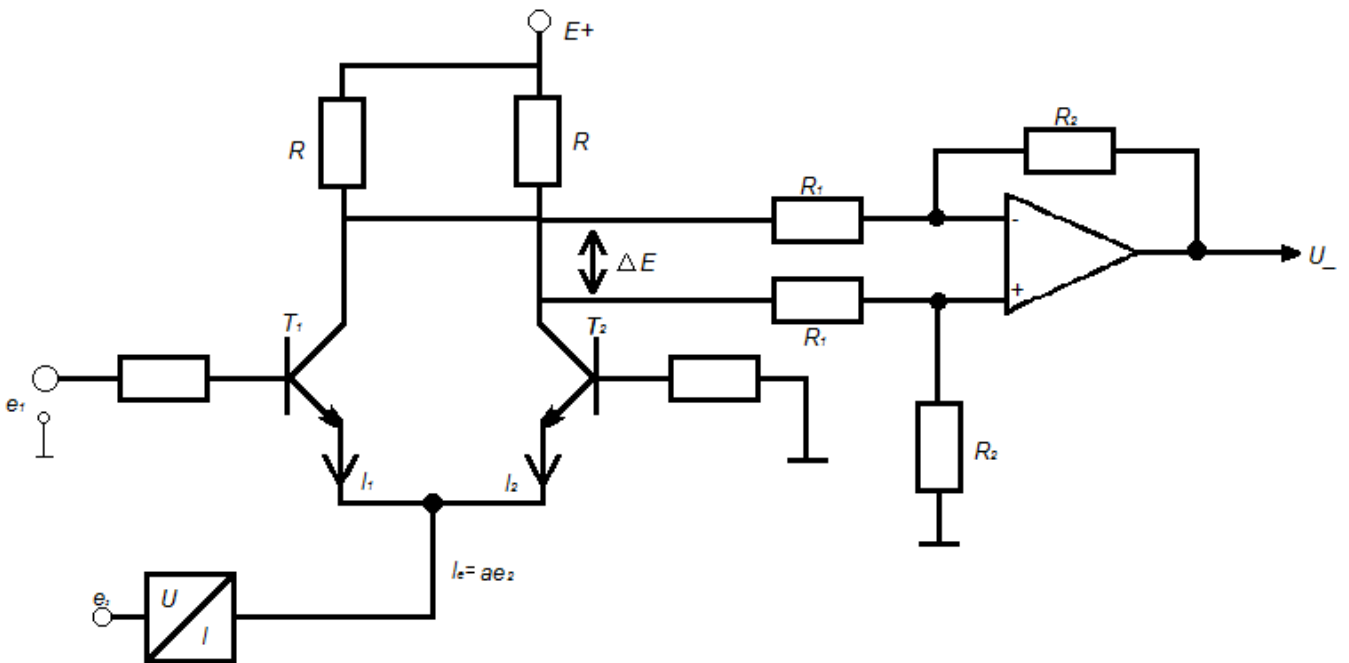 E+
R
R
R₂
R₁
-
ΔE
U_
+
R₁
T₁
T₂
e₁
R₂
I₁
I₂
Iₑ= ae₂
e₂
U
I